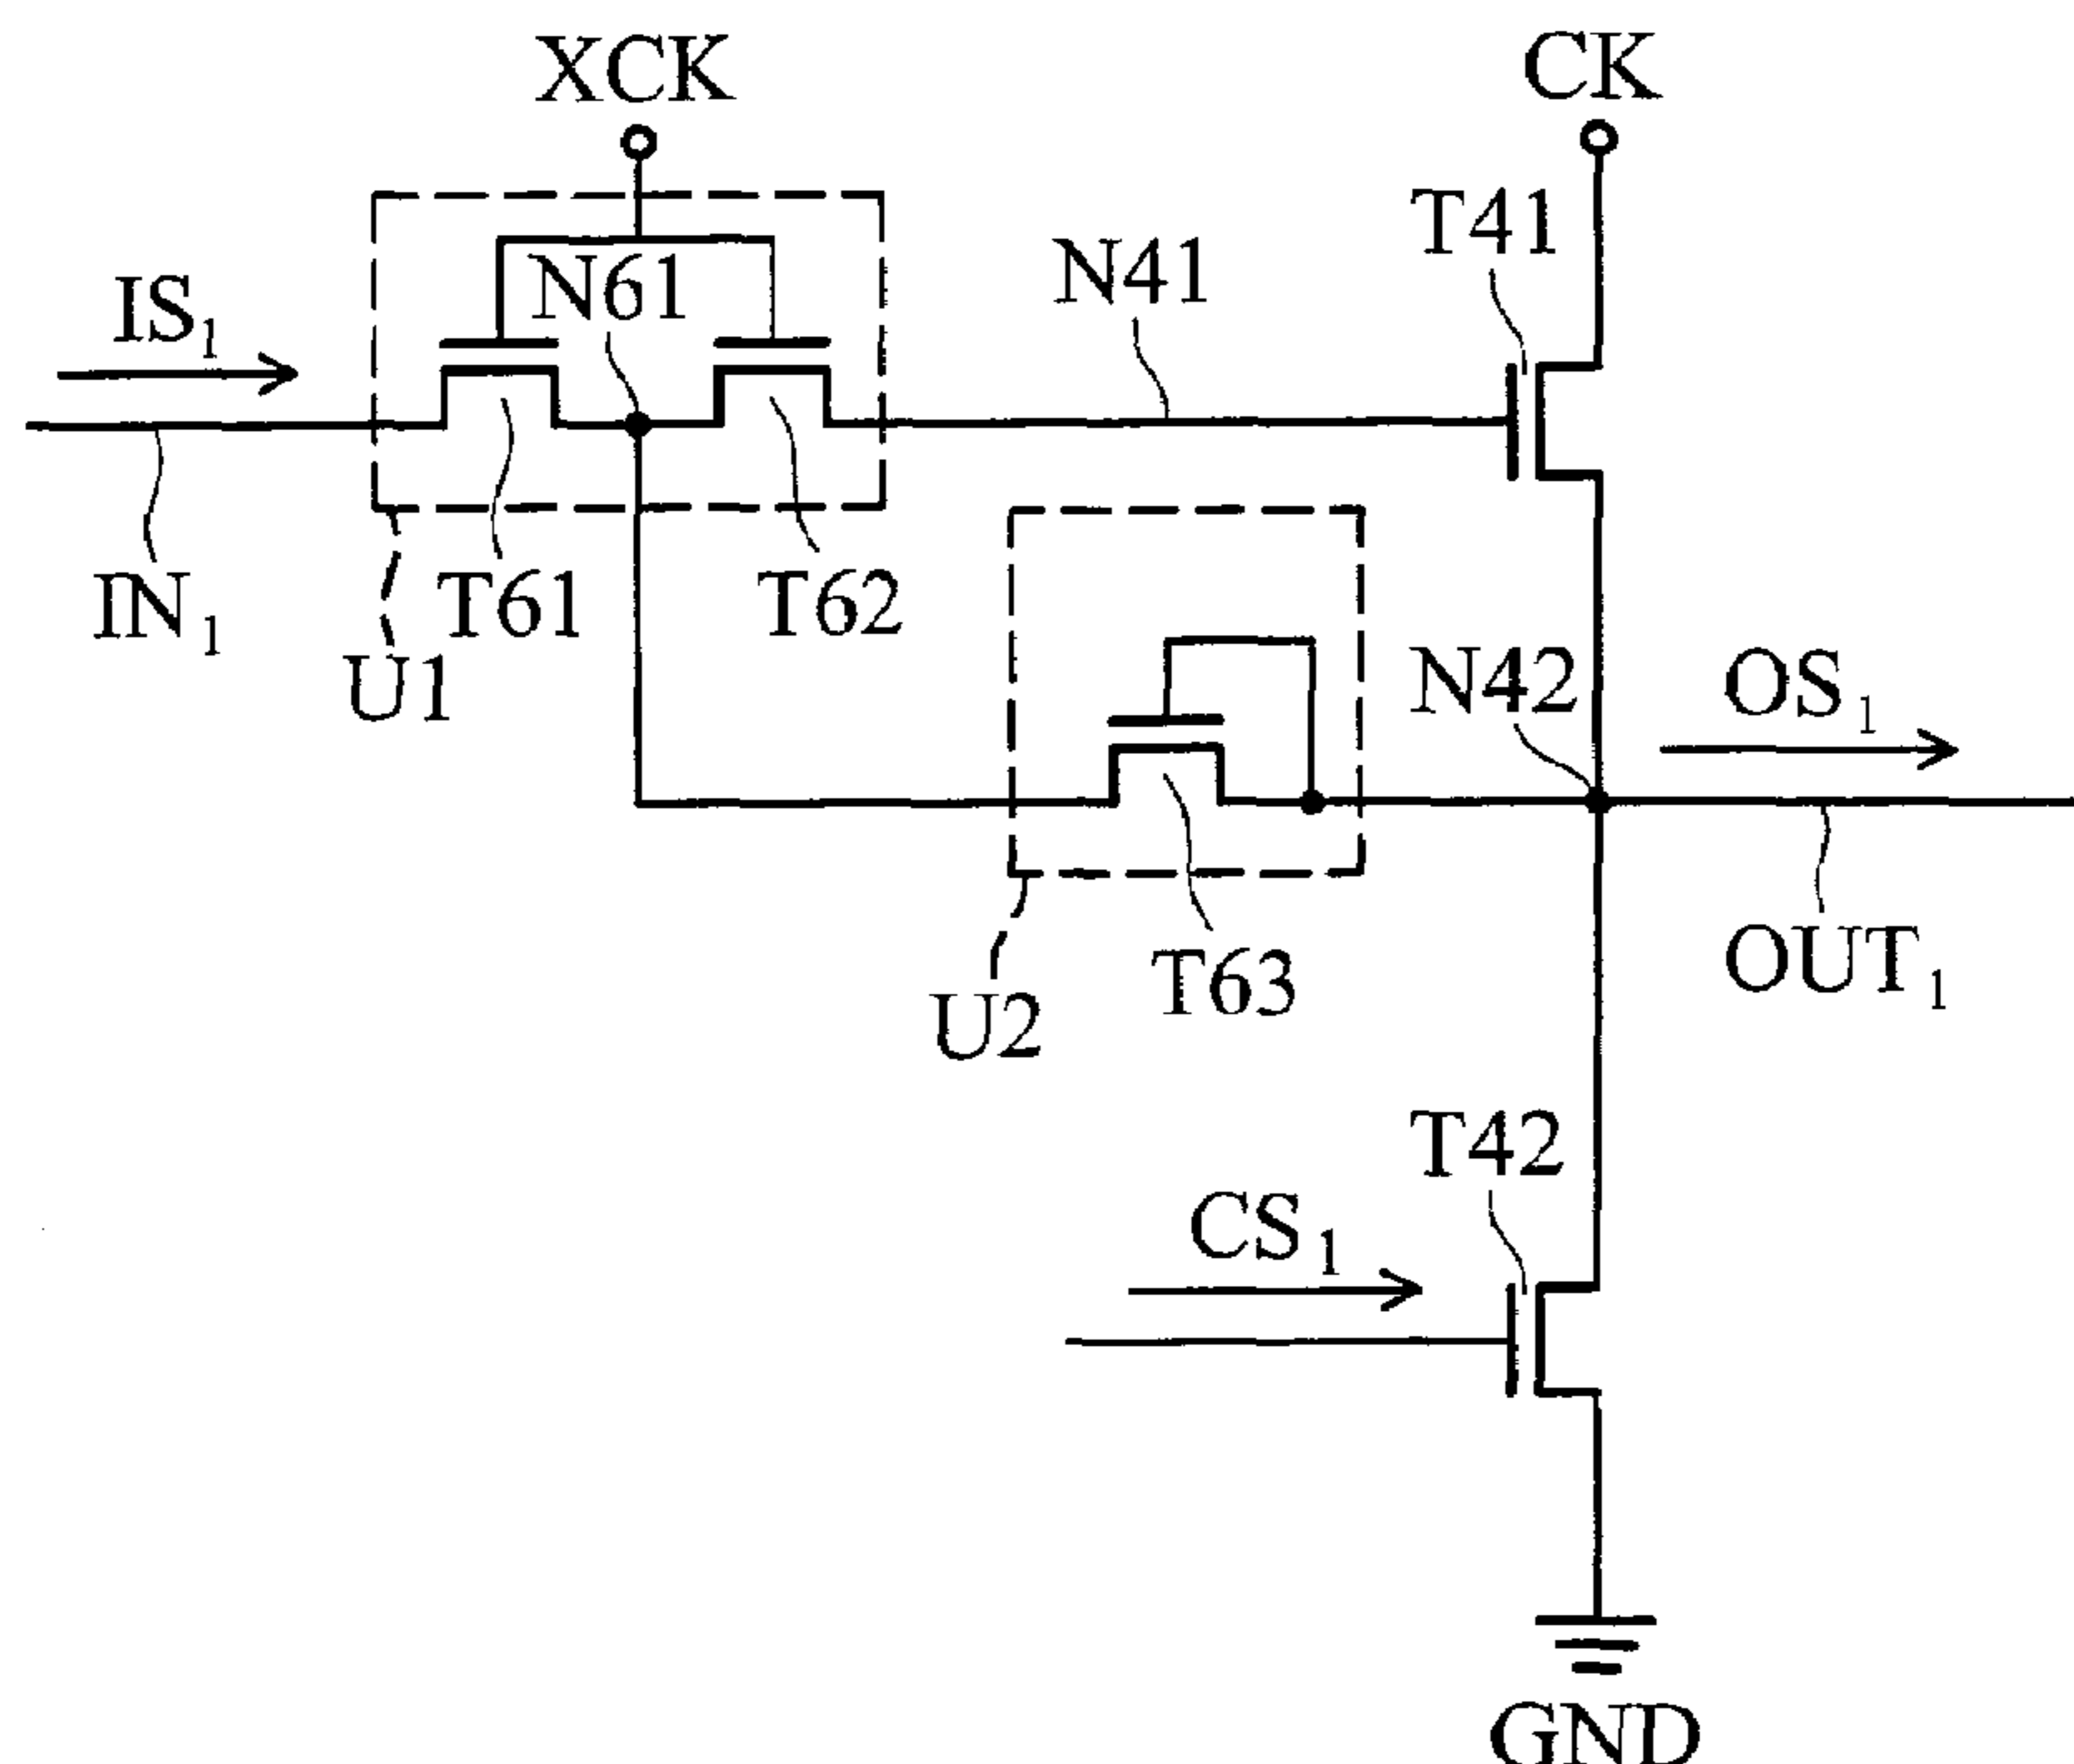 XCK
CK
T41
IS1
N61
N41
IN1
T61
T62
U1
N42
OS1
U2
T63
OUT1
T42
CS1
GND